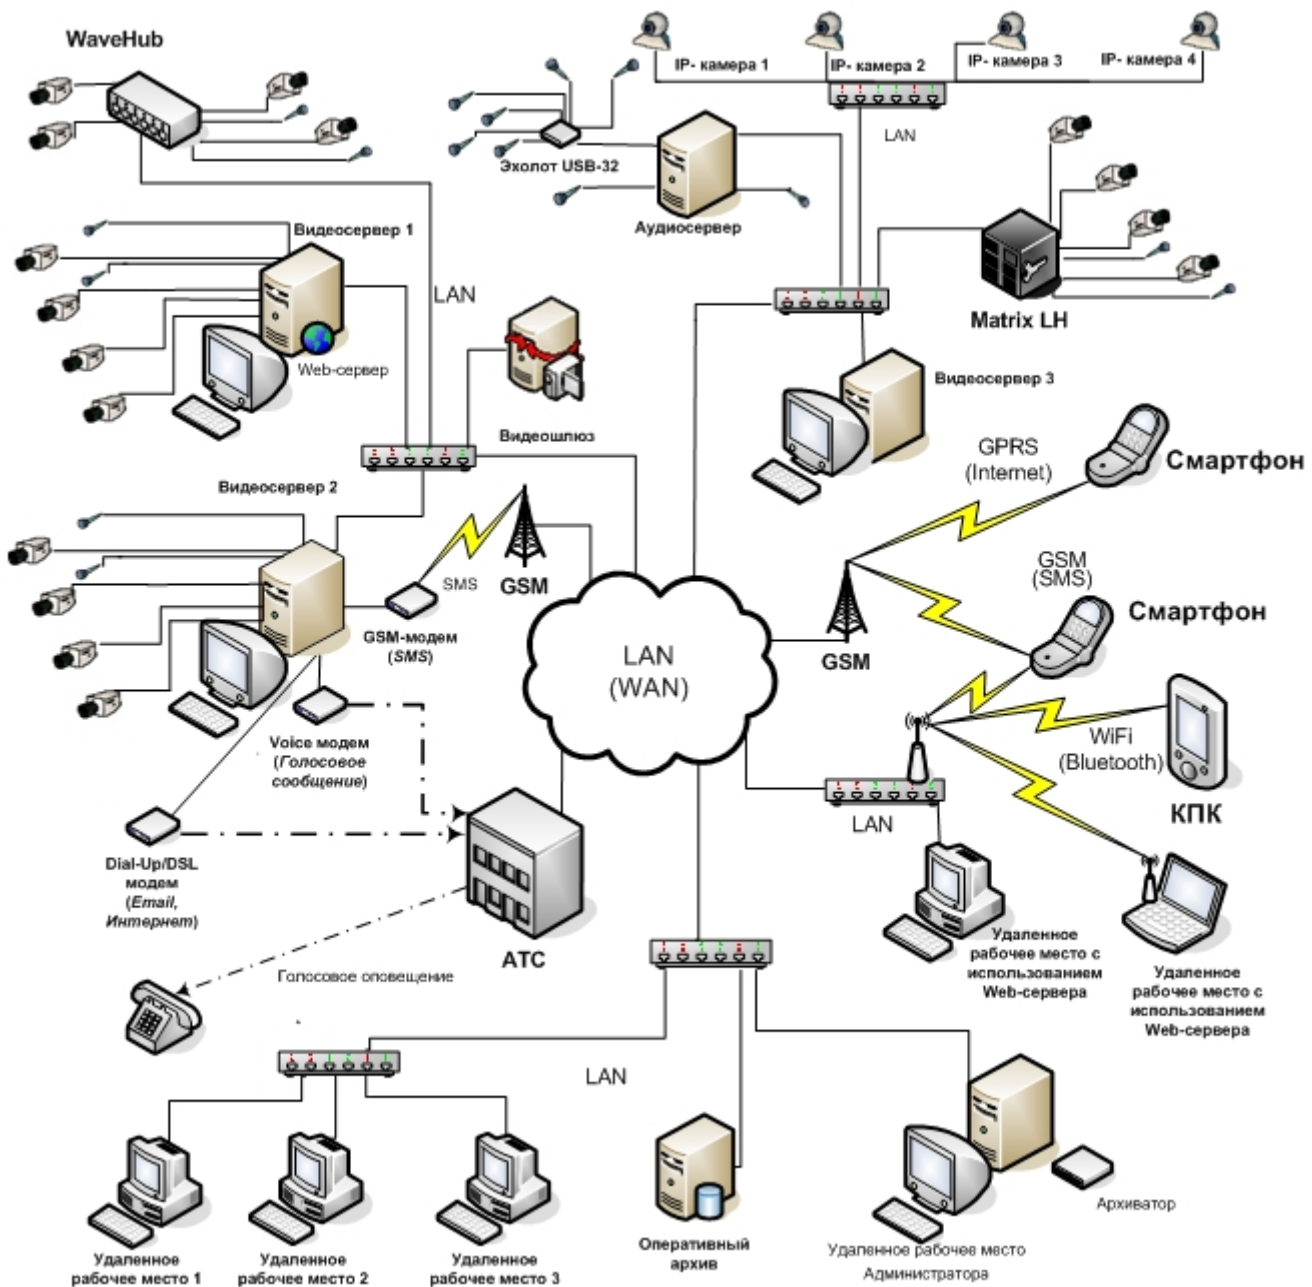 WaveHub
IP- камера 1
IP- камера 2
IP- камера 3
IP- камера 4
LAN
Эхолот USB-32
Аудиосервер
Видеосервер 1
LAN
Web-сервер
Matrix LH
Видеосервер 3
Видеошлюз
Видеосервер 2
GPRS
(Internet)
Смартфон
SMS
GSM
GSM-модем
(SMS)
GSM
(SMS)
Смартфон
GSM
LAN
(WAN)
Voice модем
(Голосовое
сообщение)
WiFi
(Bluetooth)
КПК
LAN
Dial-Up/DSL
модем
(Email,
Интернет)
АТС
Удаленное
рабочее место с
использованием
Web-сервера
Удаленное
рабочее место с
использованием
Web-сервера
Голосовое оповещение
LAN
Удаленное
рабочее место 1
Удаленное
рабочее место 2
Удаленное
рабочее место 3
Оперативный
архив
Архиватор
Удаленное рабочее место
Администратора